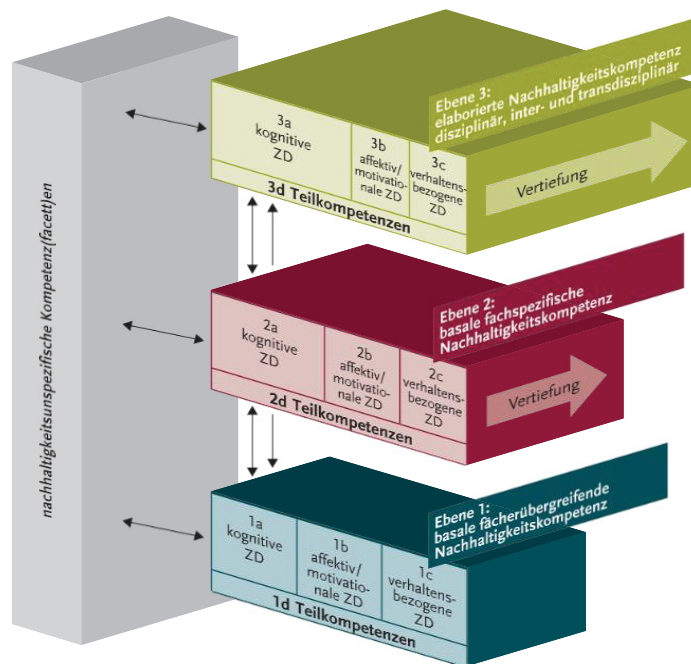 nachhaltigkeitsunspezifische Kompetenz(facett)en
Ebene 3:
elaborierte Nachhaltigkeitskompetenz
disziplinär, inter- und transdisziplinär
3a
kognitive
ZD
3b
affektiv/
motivatio-
nale ZD
3c
verhaltens-
bezogene
ZD
3d Teilkompetenzen
Vertiefung
Ebene 2:
basale fachspezifische
Nachhaltigkeitskompetenz
2a
kognitive
ZD
2b
affektiv/
motivatio-
nale ZD
2c
verhaltens-
bezogene
ZD
2d Teilkompetenzen
Vertiefung
Ebene 1:
basale fächerübergreifende
Nachhaltigkeitskompetenz
1a
kognitive
ZD
1b
affektiv/
motivatio-
nale ZD
1c
verhaltens-
bezogene
ZD
1d Teilkompetenzen